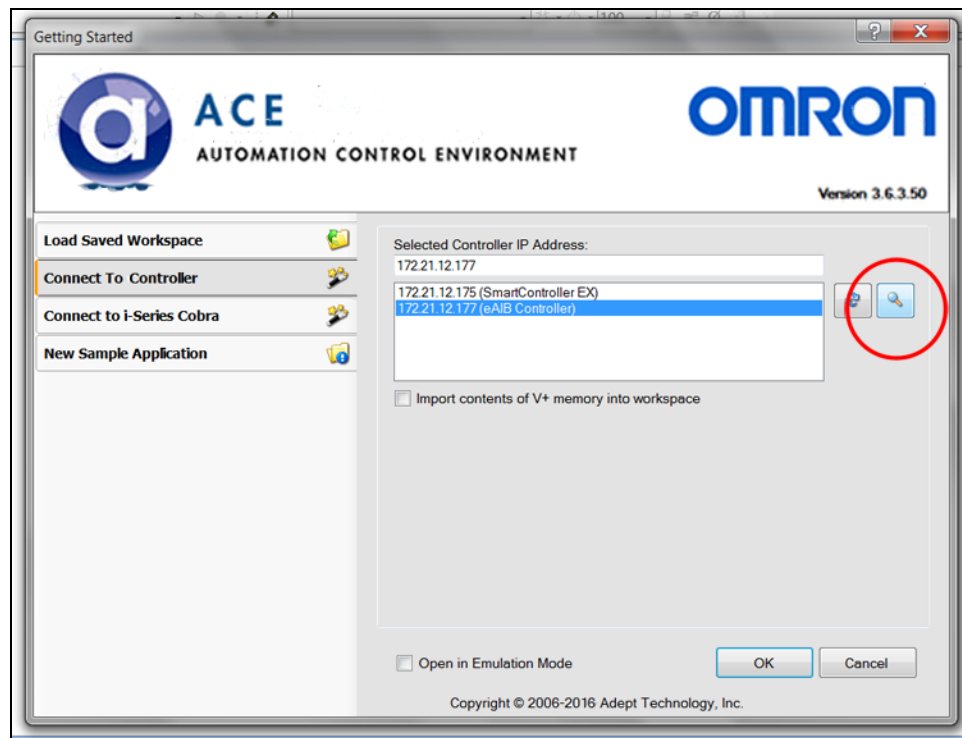 Getting Started
ACE
AUTOMATION CONTROL ENVIRONMENT
OMRON
Version 3.6.3.50
Load Saved Workspace
Connect To Controller
Connect to i-Series Cobra
New Sample Application
Selected Controller IP Address:
172.21.12.177
172.21.12.175 (SmartController EX)
172.21.12.177 (eAIB Controller)
Import contents of V+ memory into workspace
Open in Emulation Mode
OK
Cancel
Copyright © 2006-2016 Adept Technology, Inc.